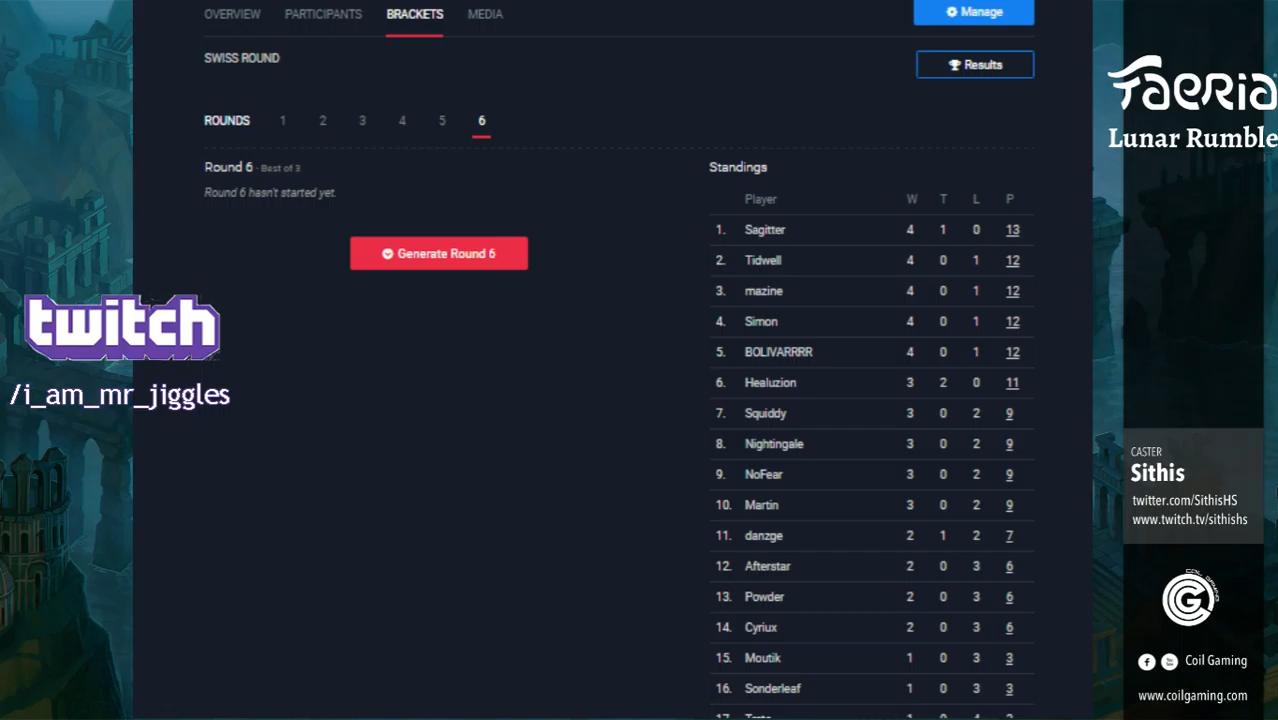 OVERVIEW PARTICIPANTS BRACKETS MEDIA
Manage
SWISS ROUND
Results
ROUNDS 1 2 3 4 5 6
Round 6 - Best of 3
Round 6 hasn't started yet.
Generate Round 6
Standings
Player W T L P
1. Sagitter 4 1 0 13
2. Tidwell 4 0 1 12
3. mazine 4 0 1 12
4. Simon 4 0 1 12
5. BOLIVARRRR 4 0 1 12
6. Healuzion 3 2 0 11
7. Squiddy 3 0 2 9
8. Nightingale 3 0 2 9
9. NoFear 3 0 2 9
10. Martin 3 0 2 9
11. danzge 2 1 2 7
12. Afterstar 2 0 3 6
13. Powder 2 0 3 6
14. Cyriux 2 0 3 6
15. Moutik 1 0 3 3
16. Sonderleaf 1 0 3 3
17.
twitch
/i_am_mr_jiggles
Faeria
Lunar Rumble
CASTER
Sithis
twitter.com/SithisHS
www.twitch.tv/sithishs
COIL GAMING
Coil Gaming
www.coilgaming.com